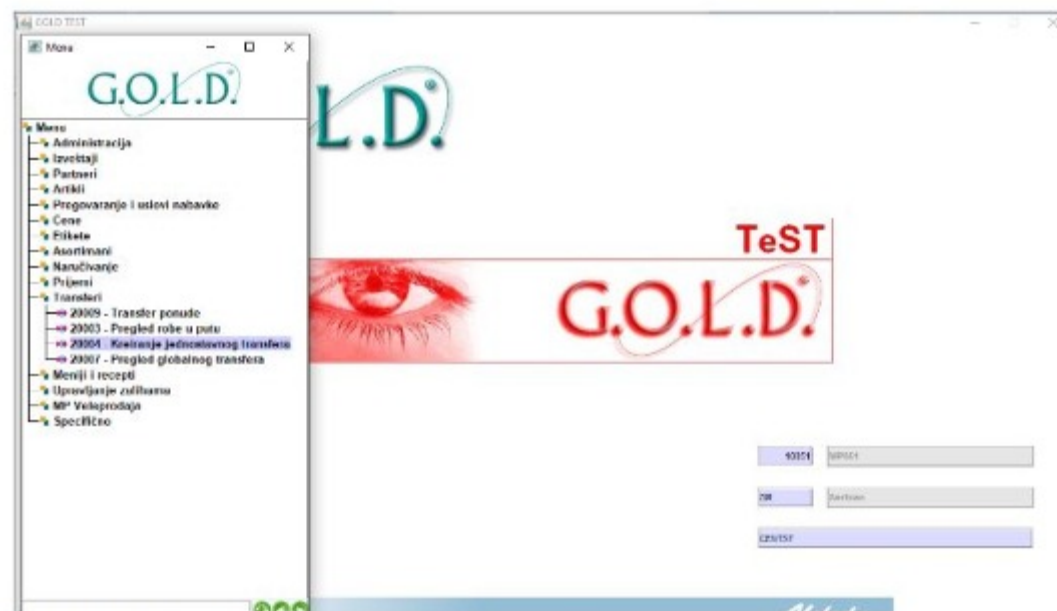 GOLD TEST
Menu
G.O.L.D.
L.D.
Menu
Administracija
Izveštaji
Partneri
Artikli
Pregovaranje i uslovi nabavke
Cene
Etikete
Asortimani
Naručivanje
Prijemi
Transferi
20009 - Transfer ponude
20003 - Pregled robe u putu
20004 - Kreiranje jednostavnog transfera
20007 - Pregled globalnog transfera
Meniji i recepti
Upravljanje zalihama
MP Veleprodaja
Specifično
TeST
G.O.L.D.
10051